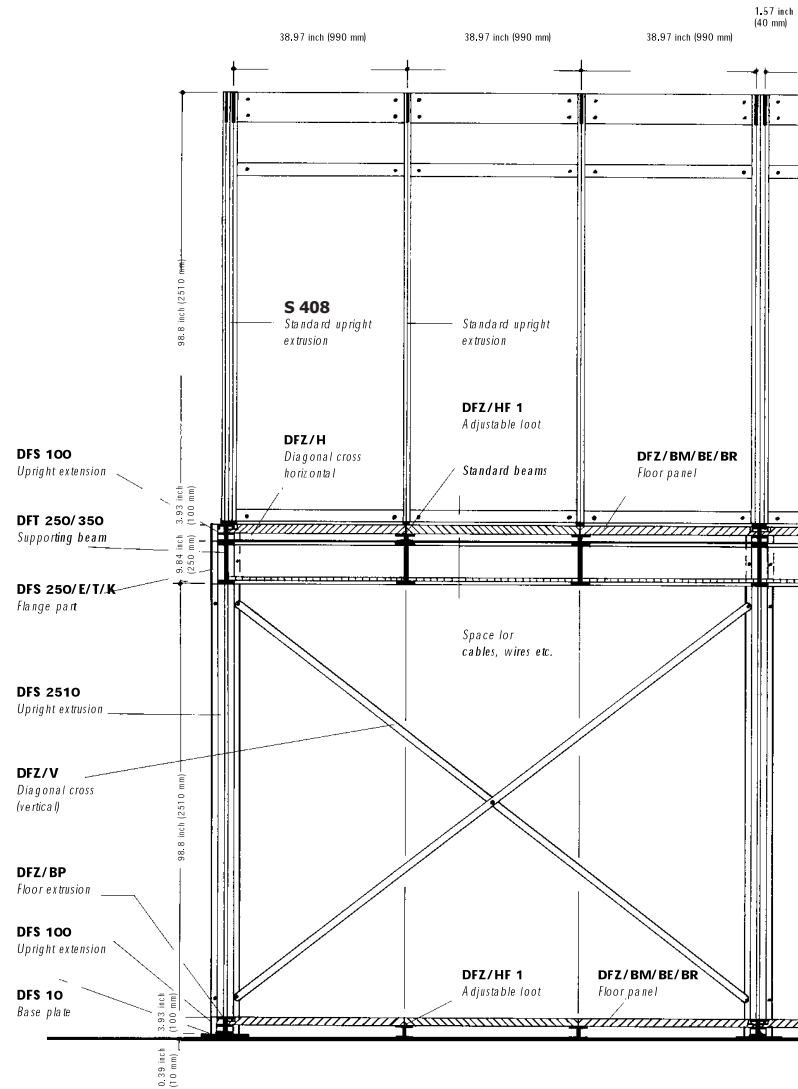 1.57 inch
(40 mm)
38.97 inch (990 mm)
38.97 inch (990 mm)
38.97 inch (990 mm)
98.8 inch (2510 mm)
S 408
Standard upright
extrusion
Standard upright
extrusion
DFZ/HF 1
Adjustable loot
DFZ/H
Diagonal cross
horizontal
Standard beams
DFZ/BM/BE/BR
Floor panel
DFS 100
Upright extension
3.93 inch
(100 mm)
DFT 250/350
Supporting beam
9.84 inch
(250 mm)
DFS 250/E/T/K
Flange part
Space lor
cables, wires etc.
DFS 2510
Upright extrusion
DFZ/V
Diagonal cross
(vertical)
98.8 inch (2510 mm)
DFZ/BP
Floor extrusion
DFS 100
Upright extension
DFZ/HF 1
Adjustable loot
DFZ/BM/BE/BR
Floor panel
DFS 10
Base plate
3.93 inch
(100 mm)
0.39 inch
(10 mm)